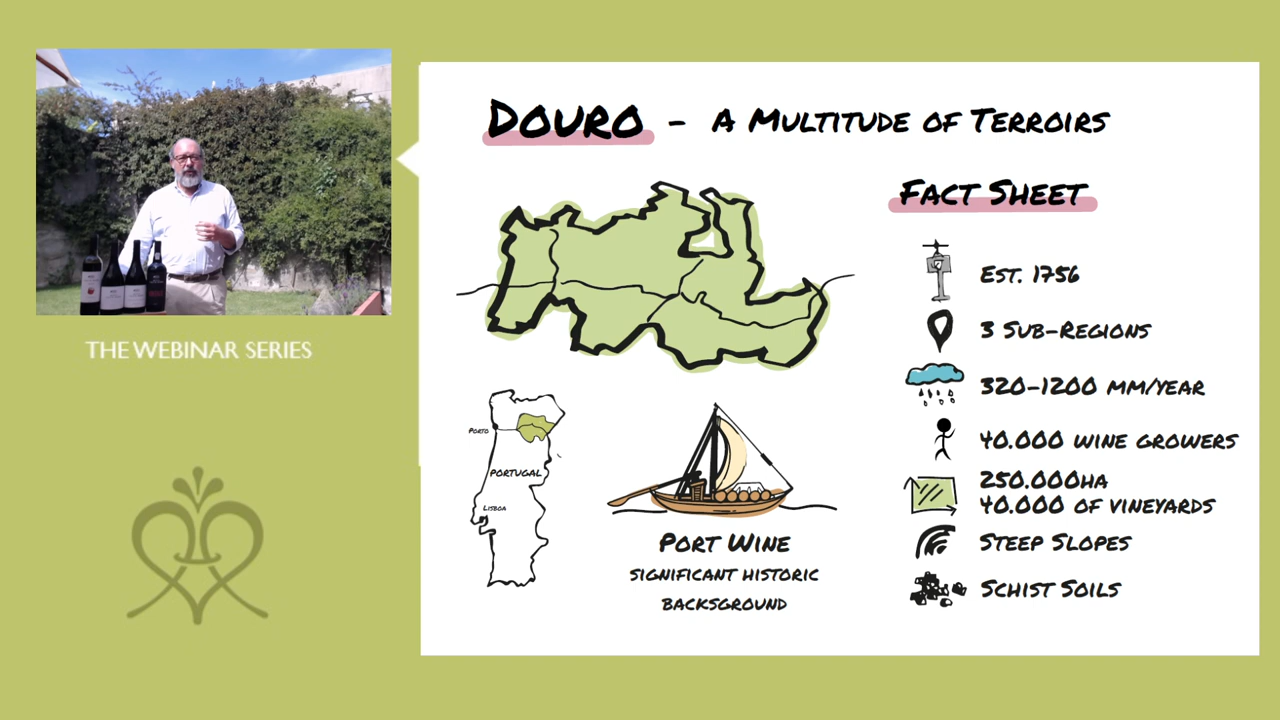 DOURO - A MULTITUDE OF TERROIRS
FACT SHEET
EST. 1756
3 SUB-REGIONS
320-1200 MM/YEAR
40.000 WINE GROWERS
250.000HA
40.000 OF VINEYARDS
STEEP SLOPES
SCHIST SOILS
PORTO
PORTUGAL
LISBOA
PORT WINE
SIGNIFICANT HISTORIC
BACKSGROUND
THE WEBINAR SERIES